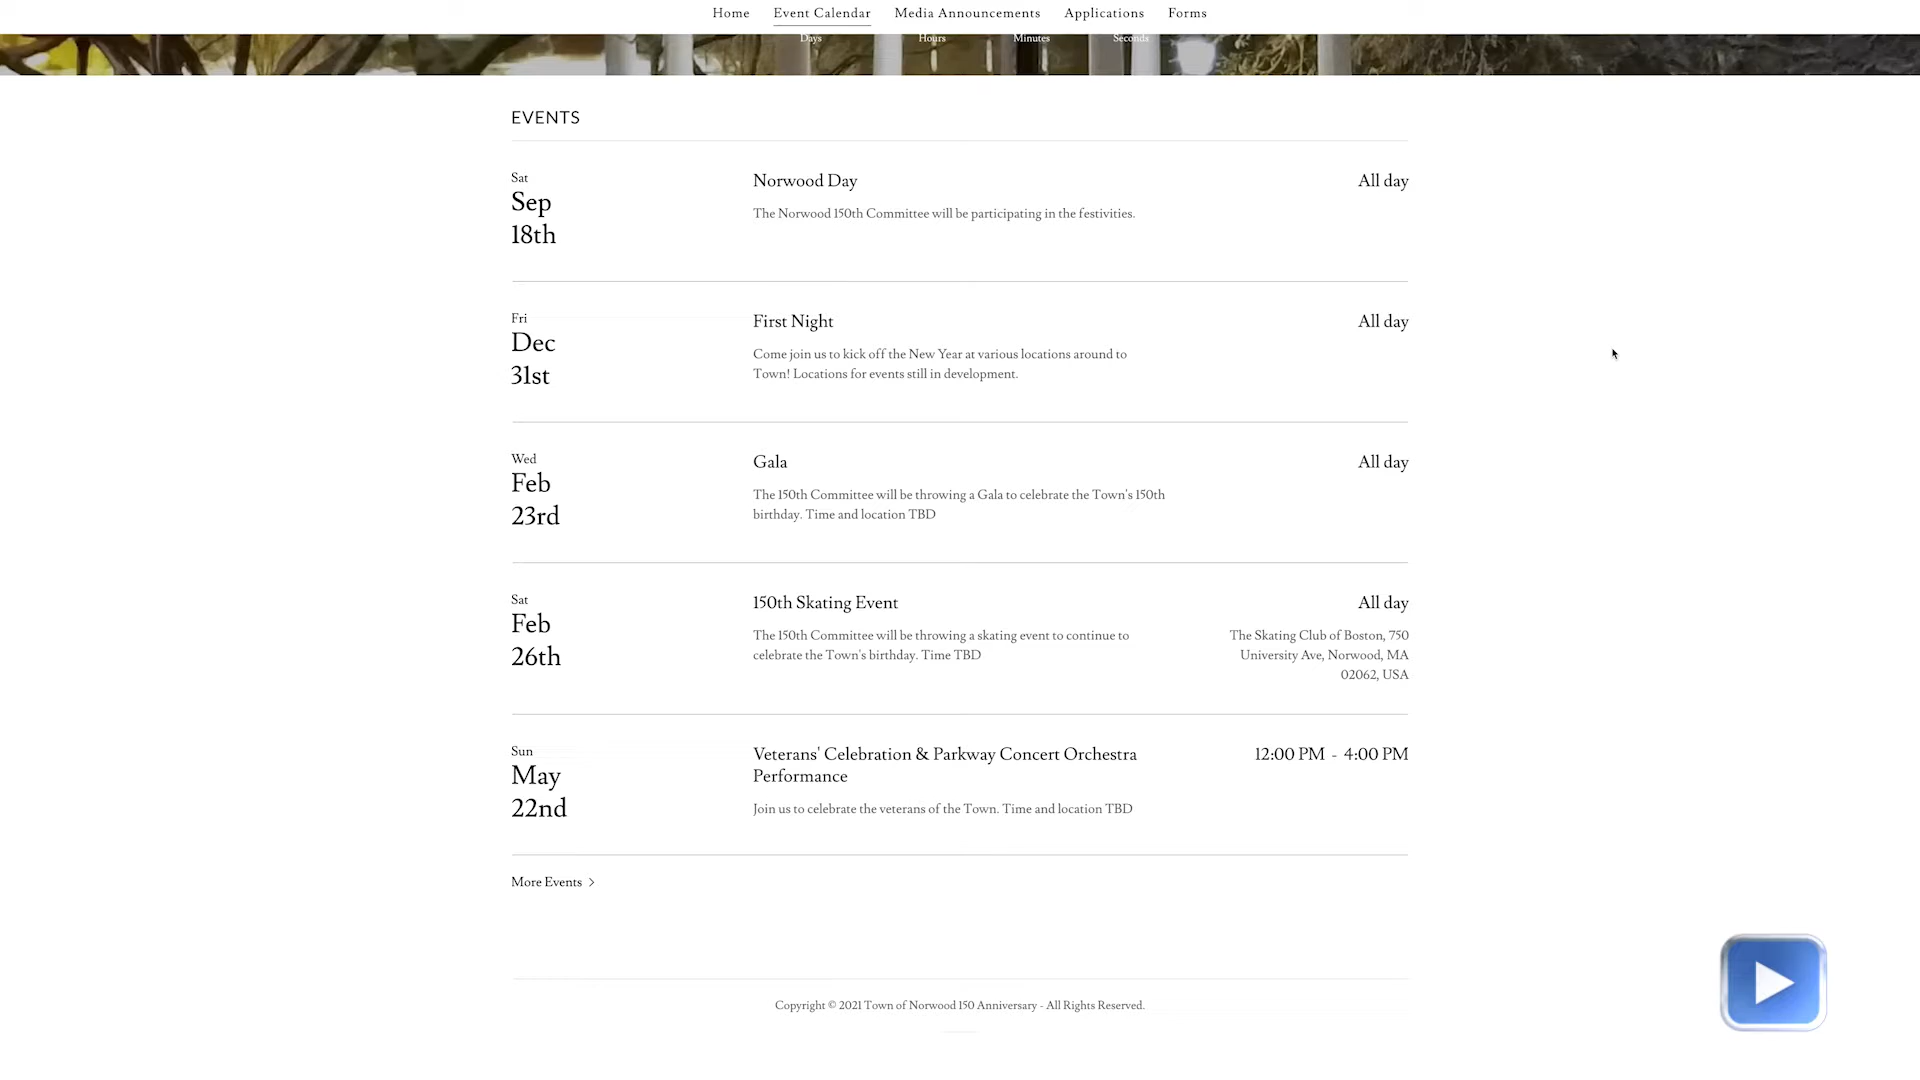 Home Event Calendar Media Announcements Applications Forms
Days Hours Minutes Seconds
EVENTS
Sat
Sep
18th
Norwood Day
The Norwood 150th Committee will be participating in the festivities.
All day
Fri
Dec
31st
First Night
Come join us to kick off the New Year at various locations around to
Town! Locations for events still in development.
All day
Wed
Feb
23rd
Gala
The 150th Committee will be throwing a Gala to celebrate the Town's 150th
birthday. Time and location TBD
All day
Sat
Feb
26th
150th Skating Event
The 150th Committee will be throwing a skating event to continue to
celebrate the Town's birthday. Time TBD
All day
The Skating Club of Boston, 750
University Ave, Norwood, MA
02062, USA
Sun
May
22nd
Veterans' Celebration & Parkway Concert Orchestra
Performance
Join us to celebrate the veterans of the Town. Time and location TBD
12:00 PM - 4:00 PM
More Events >
Copyright © 2021 Town of Norwood 150 Anniversary - All Rights Reserved.